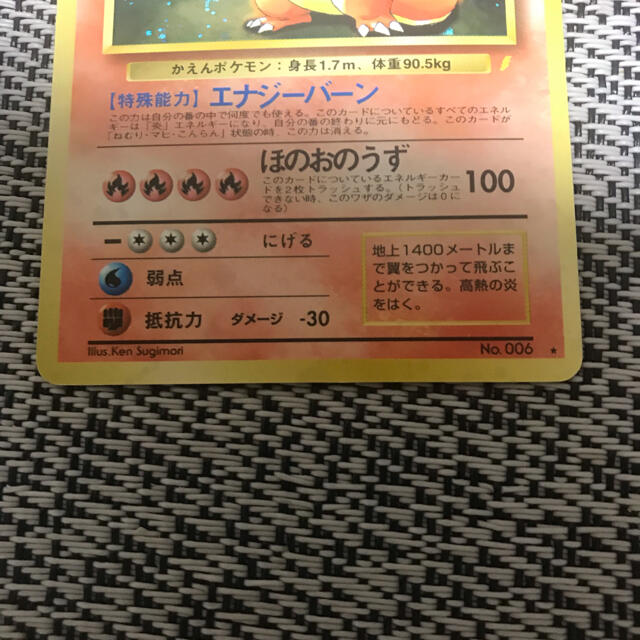 かえんポケモン：身長1.7m、体重90.5kg
【特殊能力】エナジーバーン
この力は自分の番の中で何度でも使える。このカードについているすべてのエネル
ギーは「炎」エネルギーになり、自分の番の終わりに元にもどる。このカードが
「ねむり・マヒ・こんらん」状態の時、この力は消える。
ほのおのうず
このカードについているエネルギーカー
ドを2枚トラッシュする。（トラッシュ
できない時、このワザのダメージは0に
なる）
100
ー にげる
弱点
抵抗力 ダメージ -30
地上1400メートルま
で翼をつかって飛ぶこ
とができる。高熱の炎
をはく。
Illus.Ken Sugimori
No.006 ★